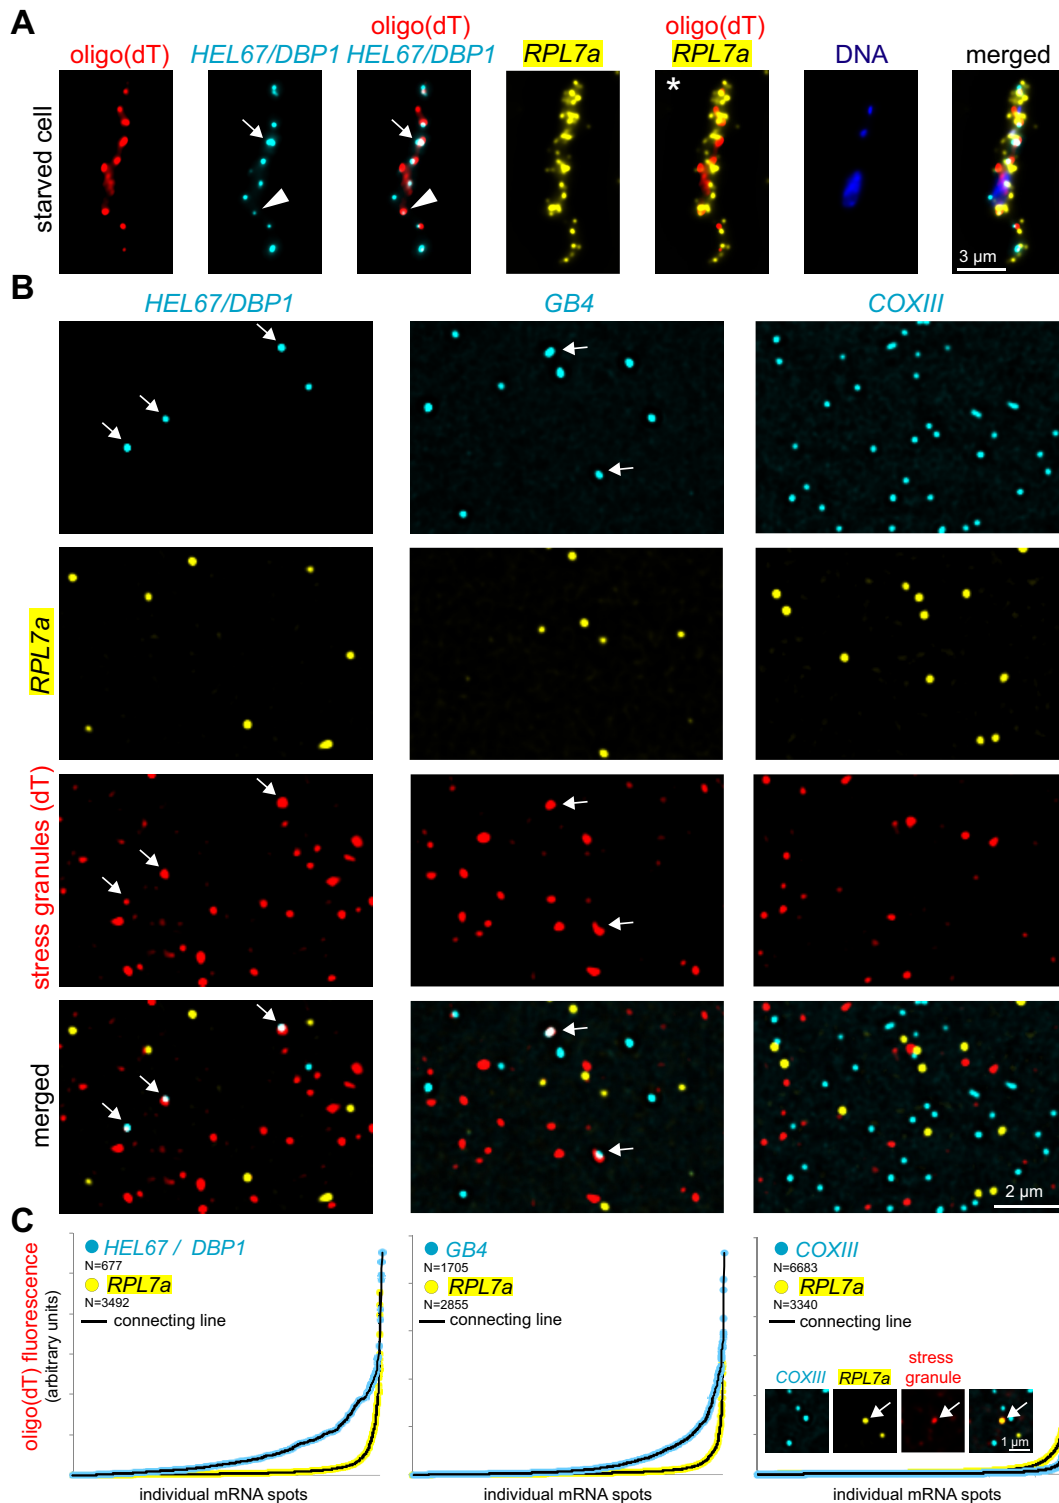 A
oligo(dT)
HEL67/DBP1
oligo(dT)
HEL67/DBP1
RPL7a
oligo(dT)
RPL7a
DNA
merged
starved cell
*
3 µm
B
HEL67/DBP1
GB4
COXIII
RPL7a
stress granules (dT)
merged
2 µm
C
oligo(dT) fluorescence
(arbitrary units)
HEL67 / DBP1
N=677
RPL7a
N=3492
connecting line
individual mRNA spots
GB4
N=1705
RPL7a
N=2855
connecting line
individual mRNA spots
COXIII
N=6683
RPL7a
N=3340
connecting line
COXIII
RPL7a
stress
granule
1 µm
individual mRNA spots